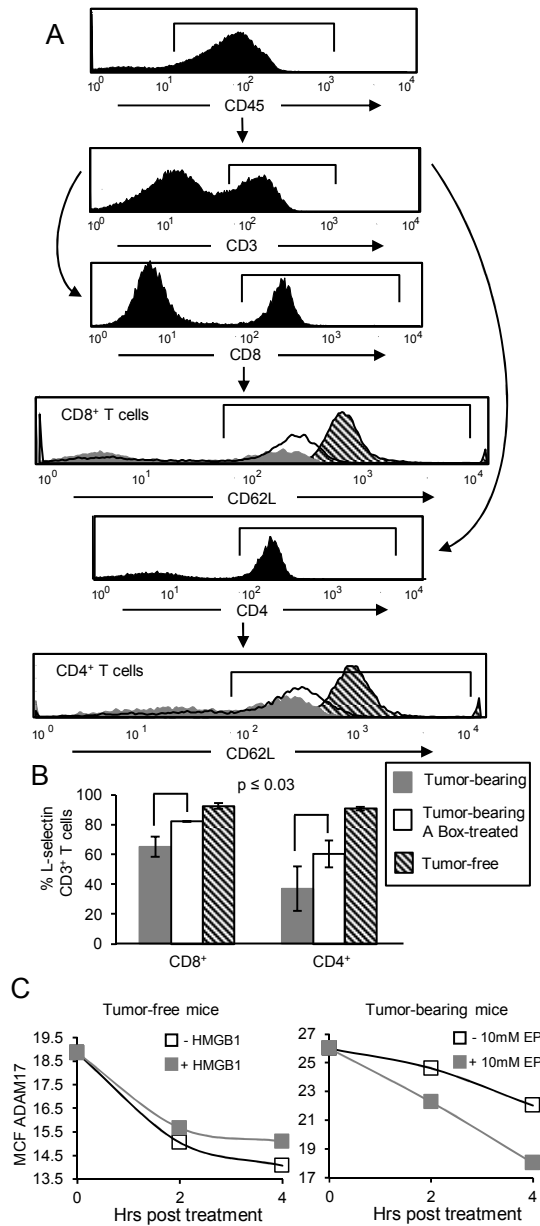 A
10⁰ 10¹ 10² 10³ 10⁴
CD45
10⁰ 10¹ 10² 10³ 10⁴
CD3
10⁰ 10¹ 10² 10³ 10⁴
CD8
CD8⁺ T cells
10⁰ 10¹ 10² 10³ 10⁴
CD62L
10⁰ 10¹ 10² 10³ 10⁴
CD4
CD4⁺ T cells
10⁰ 10¹ 10² 10³ 10⁴
CD62L
B
p ≤ 0.03
% L-selectin
CD3⁺ T cells
100
80
60
40
20
0
CD8⁺ CD4⁺
Tumor-bearing
Tumor-bearing
A Box-treated
Tumor-free
C
Tumor-free mice
- HMGB1
+ HMGB1
MCF ADAM17
19.5
18.5
17.5
16.5
15.5
14.5
13.5
0 2 4
Hrs post treatment
Tumor-bearing mice
- 10mM EP
+ 10mM EP
27
25
23
21
19
17
0 2 4
Hrs post treatment